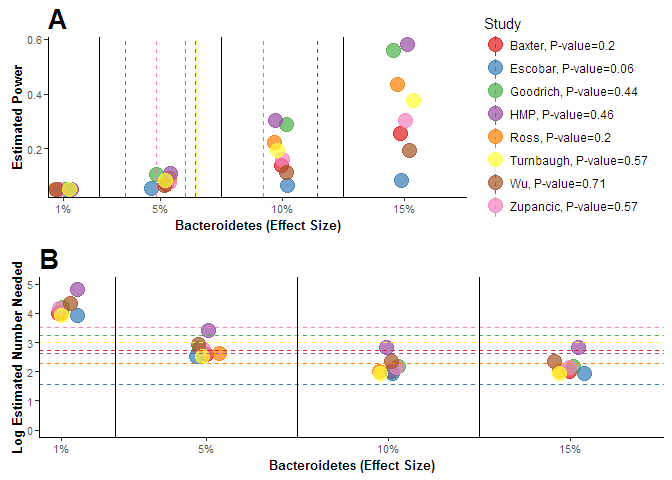 A
Study
Estimated Power
0.6
0.4
0.2
1%
5%
10%
15%
Bacteroidetes (Effect Size)
Baxter, P-value=0.2
Escobar, P-value=0.06
Goodrich, P-value=0.44
HMP, P-value=0.46
Ross, P-value=0.2
Turnbaugh, P-value=0.57
Wu, P-value=0.71
Zupancic, P-value=0.57
B
Log Estimated Number Needed
5
4
3
2
1
0
1%
5%
10%
15%
Bacteroidetes (Effect Size)